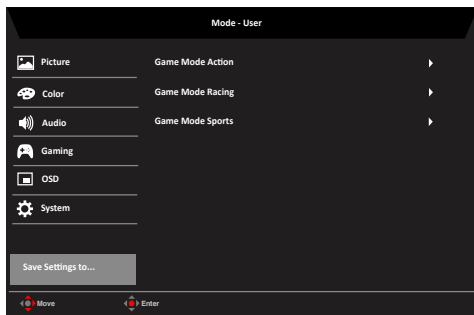 Mode - User
Picture
Color
Audio
Gaming
OSD
System
Save Settings to...
Game Mode Action
Game Mode Racing
Game Mode Sports
Move
Enter